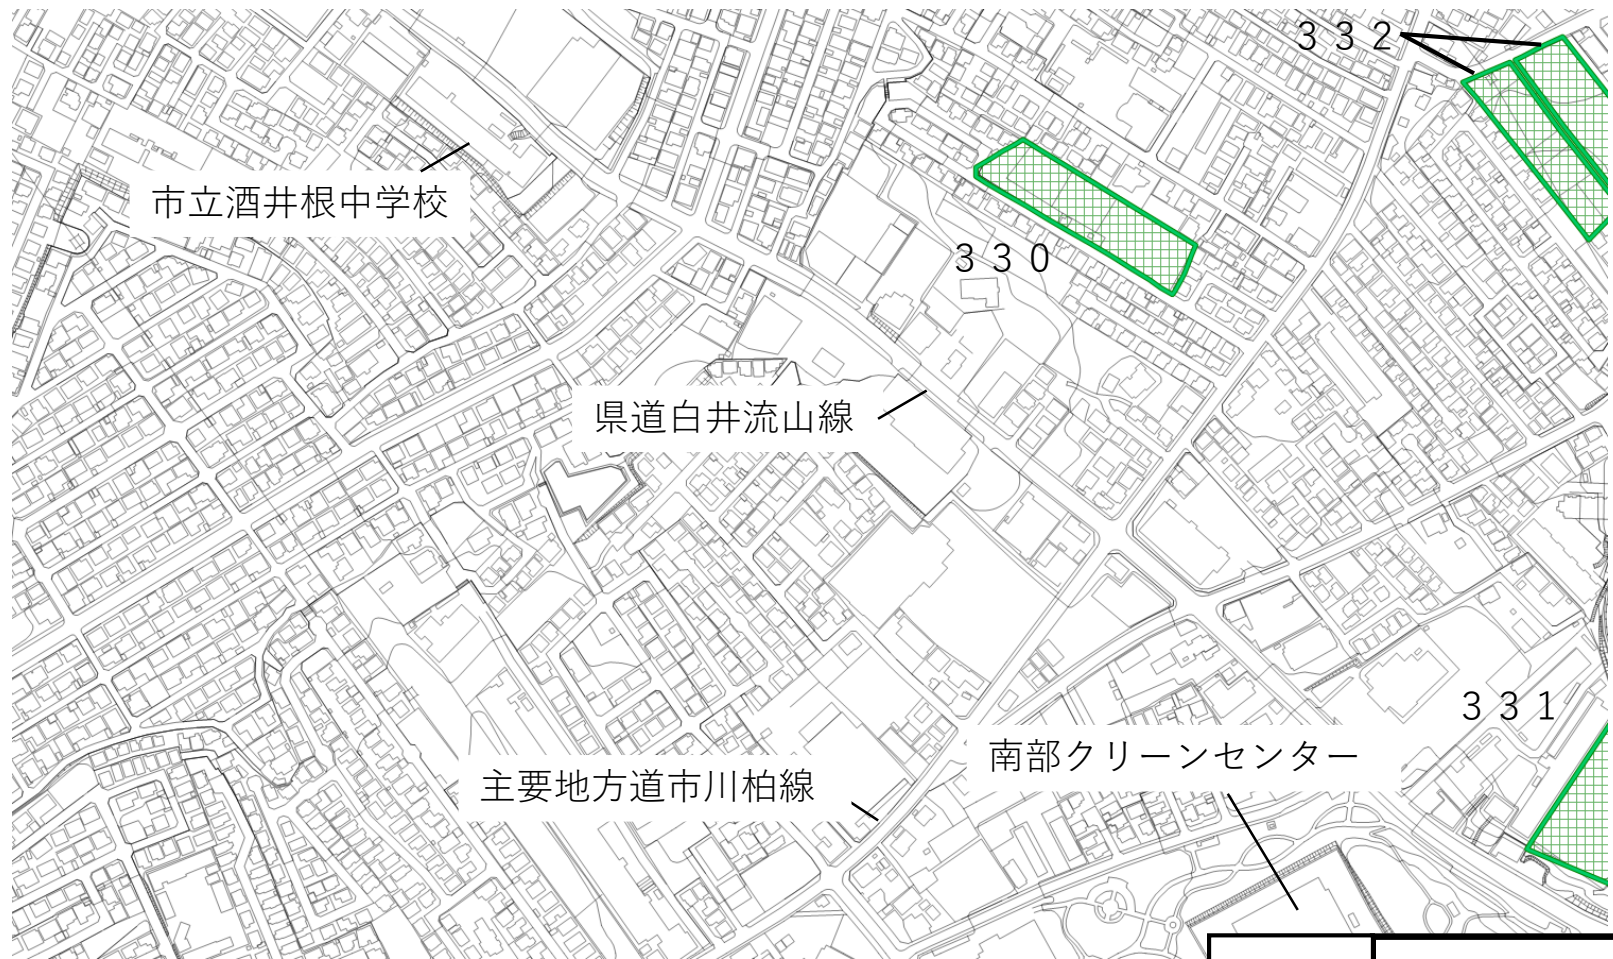 332
市立酒井根中学校
330
県道白井流山線
331
南部クリーンセンター
主要地方道市川柏線